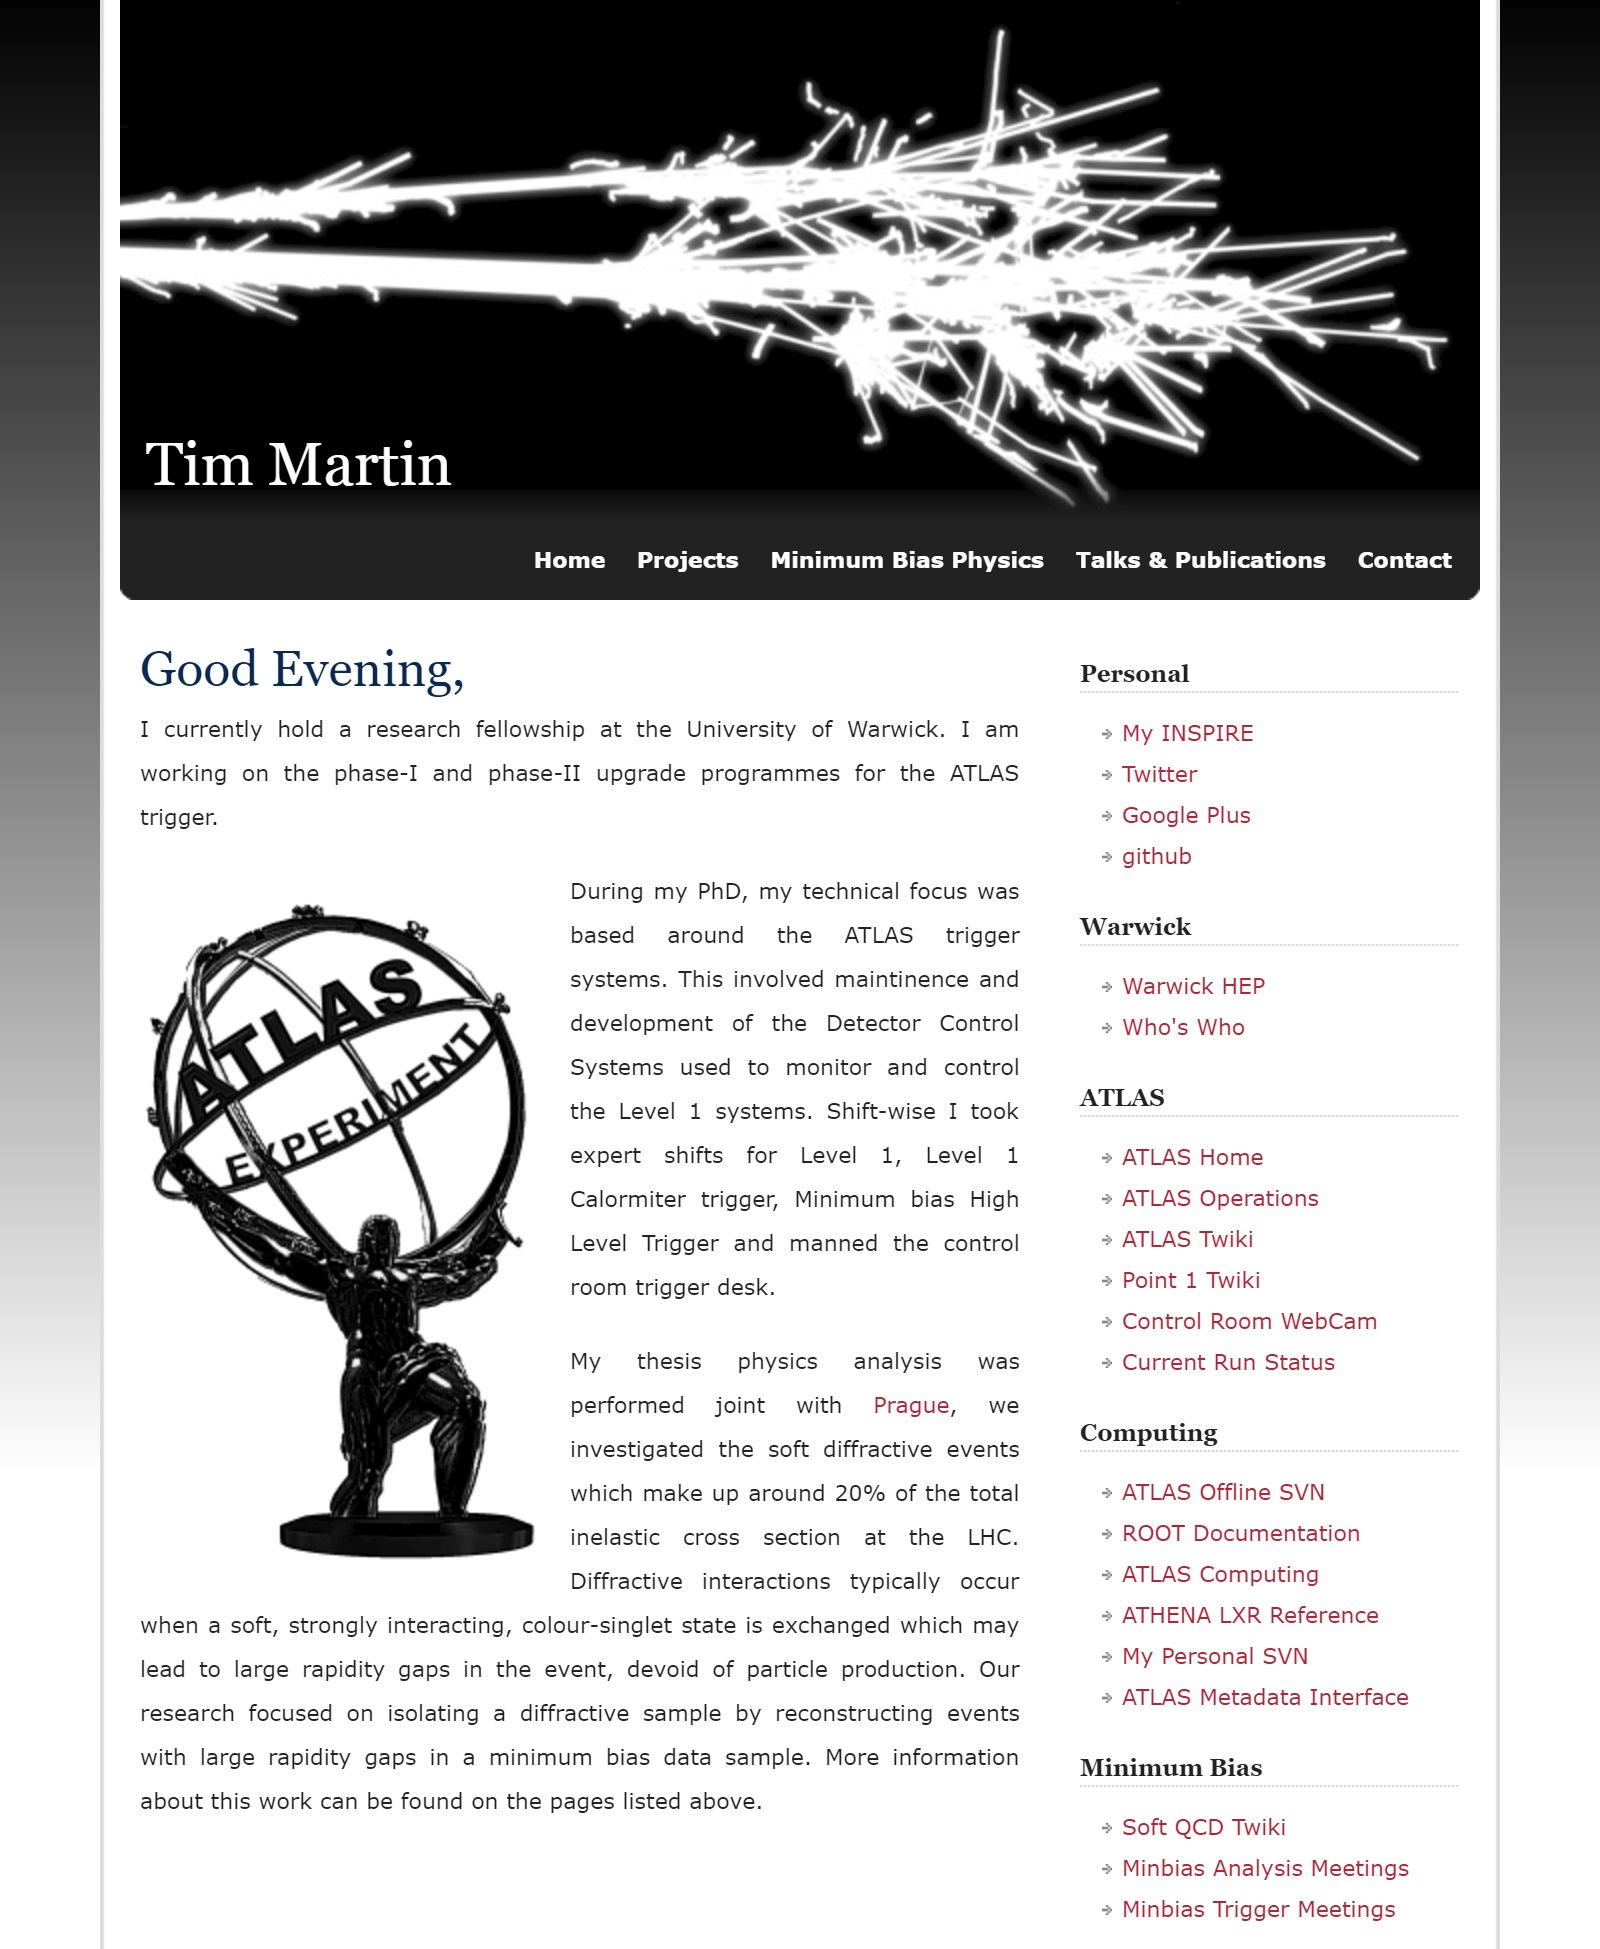 Tim Martin
Home Projects Minimum Bias Physics Talks & Publications Contact
Good Evening,
I currently hold a research fellowship at the University of Warwick. I am
working on the phase-I and phase-II upgrade programmes for the ATLAS
trigger.
ATLAS
EXPERIMENT
During my PhD, my technical focus was
based around the ATLAS trigger
systems. This involved maintinence and
development of the Detector Control
Systems used to monitor and control
the Level 1 systems. Shift-wise I took
expert shifts for Level 1, Level 1
Calormiter trigger, Minimum bias High
Level Trigger and manned the control
room trigger desk.
My thesis physics analysis was
performed joint with Prague, we
investigated the soft diffractive events
which make up around 20% of the total
inelastic cross section at the LHC.
Diffractive interactions typically occur
when a soft, strongly interacting, colour-singlet state is exchanged which may
lead to large rapidity gaps in the event, devoid of particle production. Our
research focused on isolating a diffractive sample by reconstructing events
with large rapidity gaps in a minimum bias data sample. More information
about this work can be found on the pages listed above.
Personal
My INSPIRE
Twitter
Google Plus
github
Warwick
Warwick HEP
Who's Who
ATLAS
ATLAS Home
ATLAS Operations
ATLAS Twiki
Point 1 Twiki
Control Room WebCam
Current Run Status
Computing
ATLAS Offline SVN
ROOT Documentation
ATLAS Computing
ATHENA LXR Reference
My Personal SVN
ATLAS Metadata Interface
Minimum Bias
Soft QCD Twiki
Minbias Analysis Meetings
Minbias Trigger Meetings